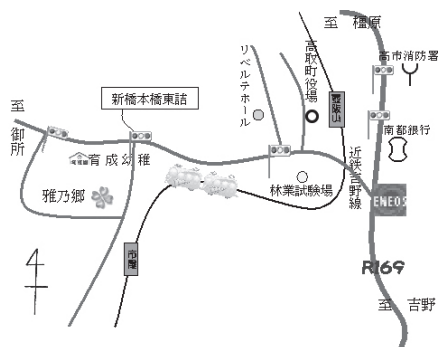 至 橿原
高市消防署
リベルテホール
高取町役場
壺阪山
新橋本橋東詰
至 御所
南都銀行
育成幼稚
近鉄吉野線
雅乃郷
林業試験場
ENEOS
市尾
R169
至 吉野
4